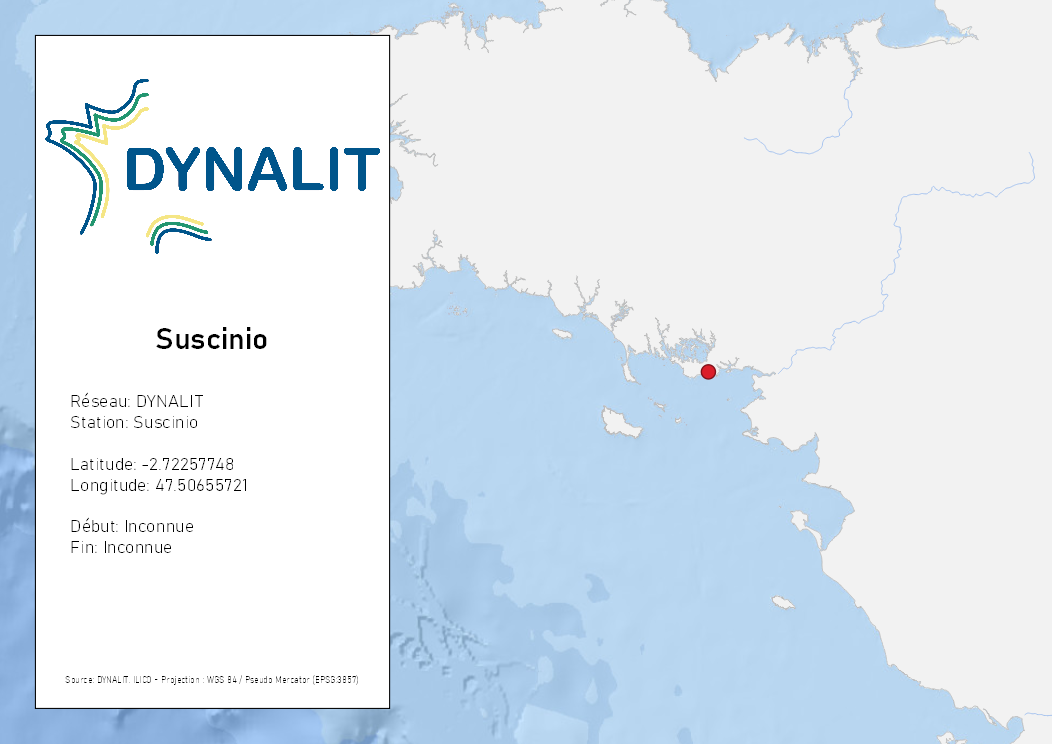 DYNALIT
Suscinio
Réseau: DYNALIT
Station: Suscinio
Latitude: -2.72257748
Longitude: 47.50655721
Début: Inconnue
Fin: Inconnue
Source: DYNALIT, ILICO - Projection : WGS 84 / Pseudo Mercator (EPSG:3857)